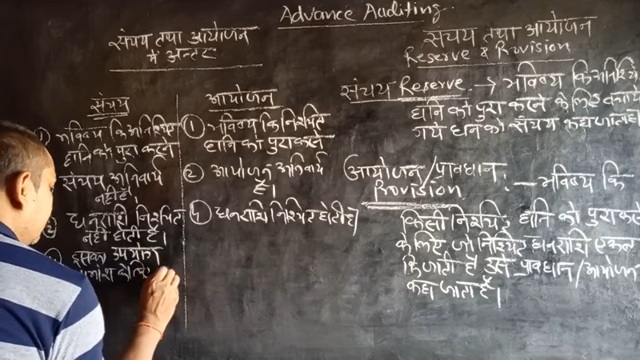 Advance Auditing..
संचय तथा आयोजन
में अन्तर
संचय
भविष्य कि अनिश्चित
हानि को पुरा करने
संचय अनिवार्य
नहीं है।
धनराशि निश्चित
नहीं होती है।
इसका उपयोग
आयोजन
① भविष्य कि निश्चित
हानि को पुरा करने
② आयोजन अनिवार्य
है।
धनराशि निश्चित होती है।
संचय तथा आयोजन
Reserve & Provision
संचय Reserve → भविष्य कि अनिश्चित
हानि को पुरा करने के लिए बनाये
गये धन को संचय कहा जाता है
आयोजन/प्रावधान
Provision — भविष्य कि
किसी निश्चित हानि को पुरा करने
के लिए जो निश्चित धनराशि एकत्र
कि जाती है उसे प्रावधान/आयोजन
कहा जाता है।